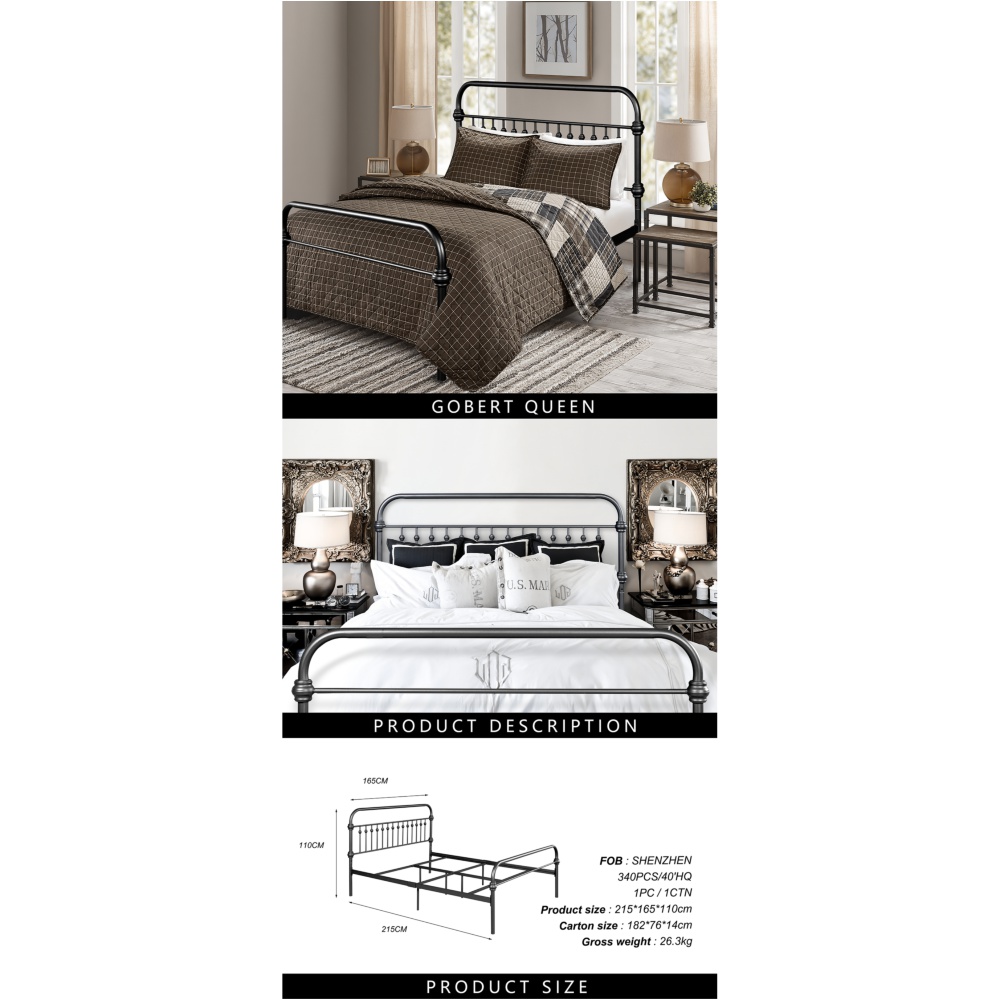 GOBERT QUEEN
U.S. MAIL
PRODUCT DESCRIPTION
165CM
110CM
215CM
FOB : SHENZHEN
340PCS/40'HQ
1PC / 1CTN
Product size : 215*165*110cm
Carton size : 182*76*14cm
Gross weight : 26.3kg
PRODUCT SIZE